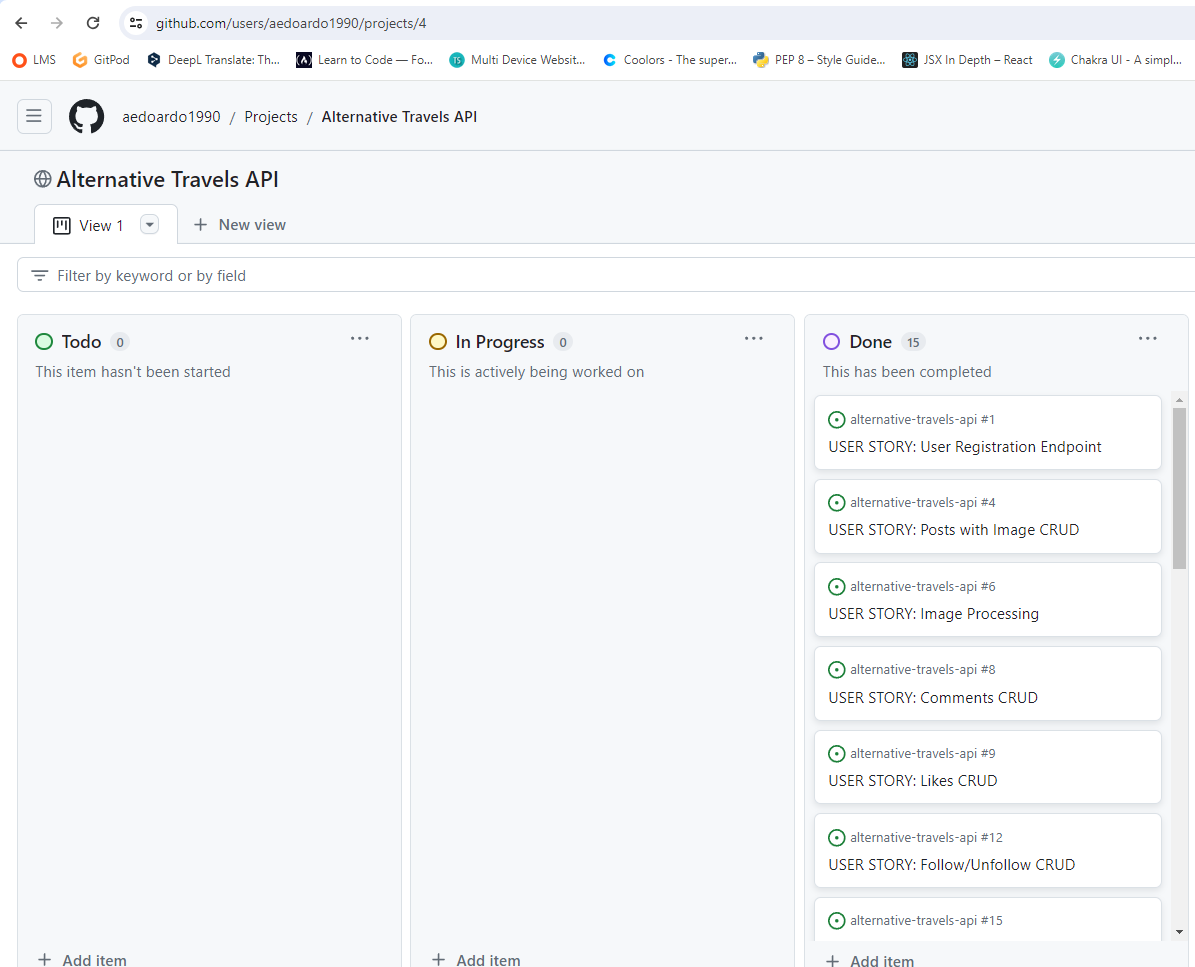 github.com/users/aedoardo1990/projects/4
LMS GitPod DeepL Translate: Th... Learn to Code — Fo... TS Multi Device Websit... Coolors - The super... PEP 8 – Style Guide... JSX In Depth – React Chakra UI - A simpl...
aedoardo1990 / Projects / Alternative Travels API
Alternative Travels API
View 1 New view
Filter by keyword or by field
Todo 0 ... In Progress 0 ... Done 15 ...
This item hasn't been started This is actively being worked on This has been completed
alternative-travels-api #1
USER STORY: User Registration Endpoint
alternative-travels-api #4
USER STORY: Posts with Image CRUD
alternative-travels-api #6
USER STORY: Image Processing
alternative-travels-api #8
USER STORY: Comments CRUD
alternative-travels-api #9
USER STORY: Likes CRUD
alternative-travels-api #12
USER STORY: Follow/Unfollow CRUD
alternative-travels-api #15
+ Add item + Add item + Add item